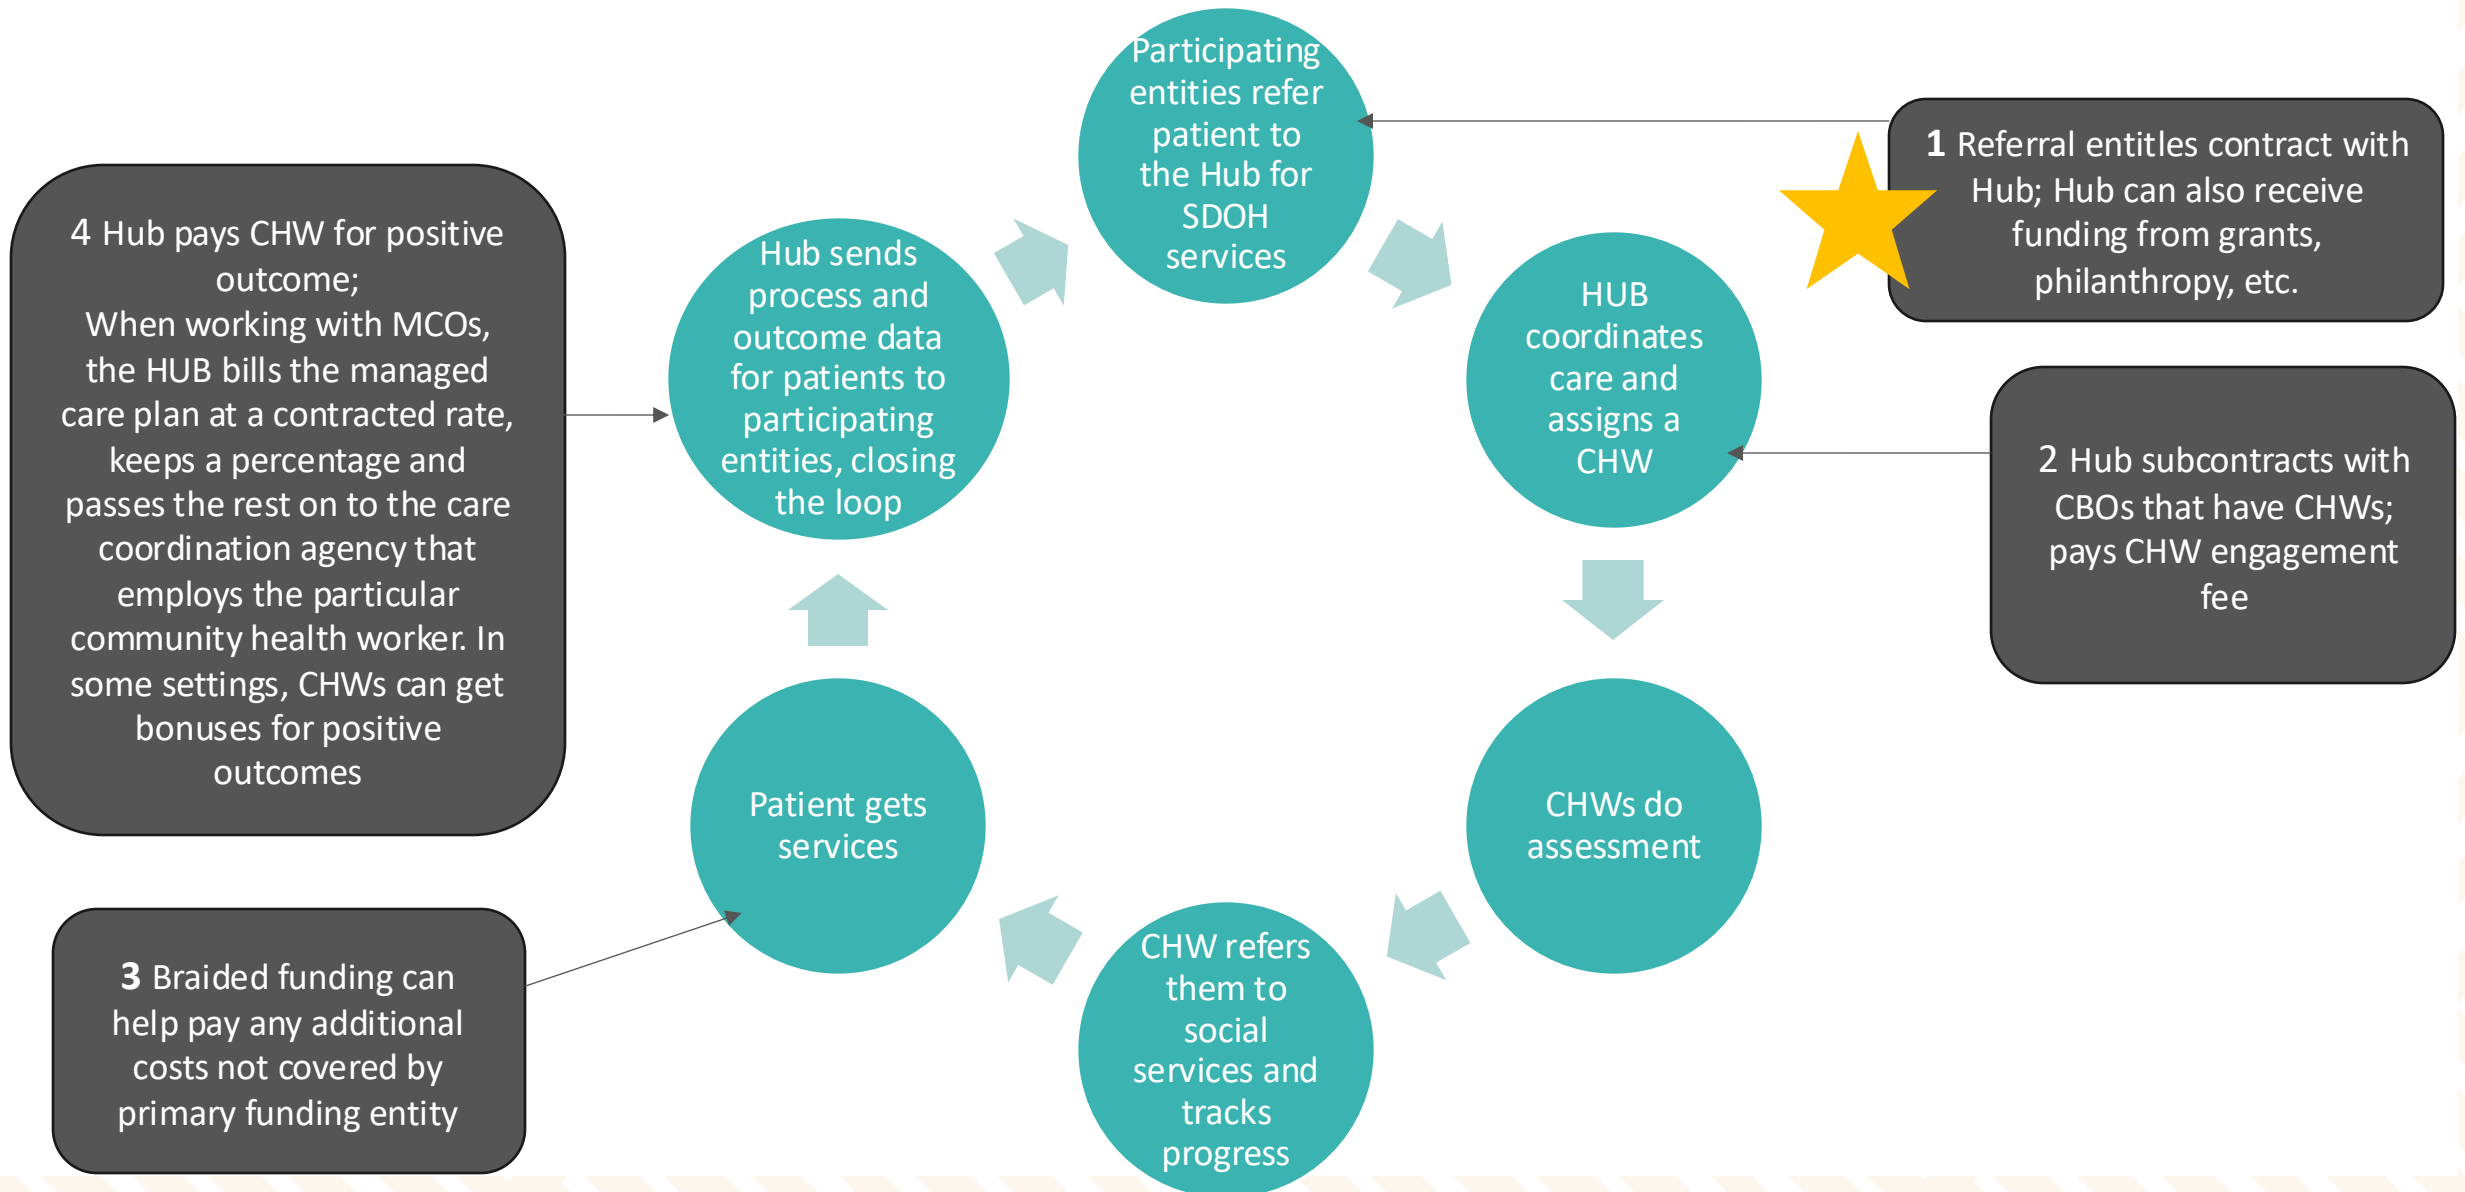 Participating
entities refer
patient to
the Hub for
SDOH
services
1 Referral entitles contract with
Hub; Hub can also receive
funding from grants,
philanthropy, etc.
HUB
coordinates
care and
assigns a
CHW
2 Hub subcontracts with
CBOs that have CHWs;
pays CHW engagement
fee
CHWs do
assessment
CHW refers
them to
social
services and
tracks
progress
Patient gets
services
3 Braided funding can
help pay any additional
costs not covered by
primary funding entity
Hub sends
process and
outcome data
for patients to
participating
entities, closing
the loop
4 Hub pays CHW for positive
outcome;
When working with MCOs,
the HUB bills the managed
care plan at a contracted rate,
keeps a percentage and
passes the rest on to the care
coordination agency that
employs the particular
community health worker. In
some settings, CHWs can get
bonuses for positive
outcomes